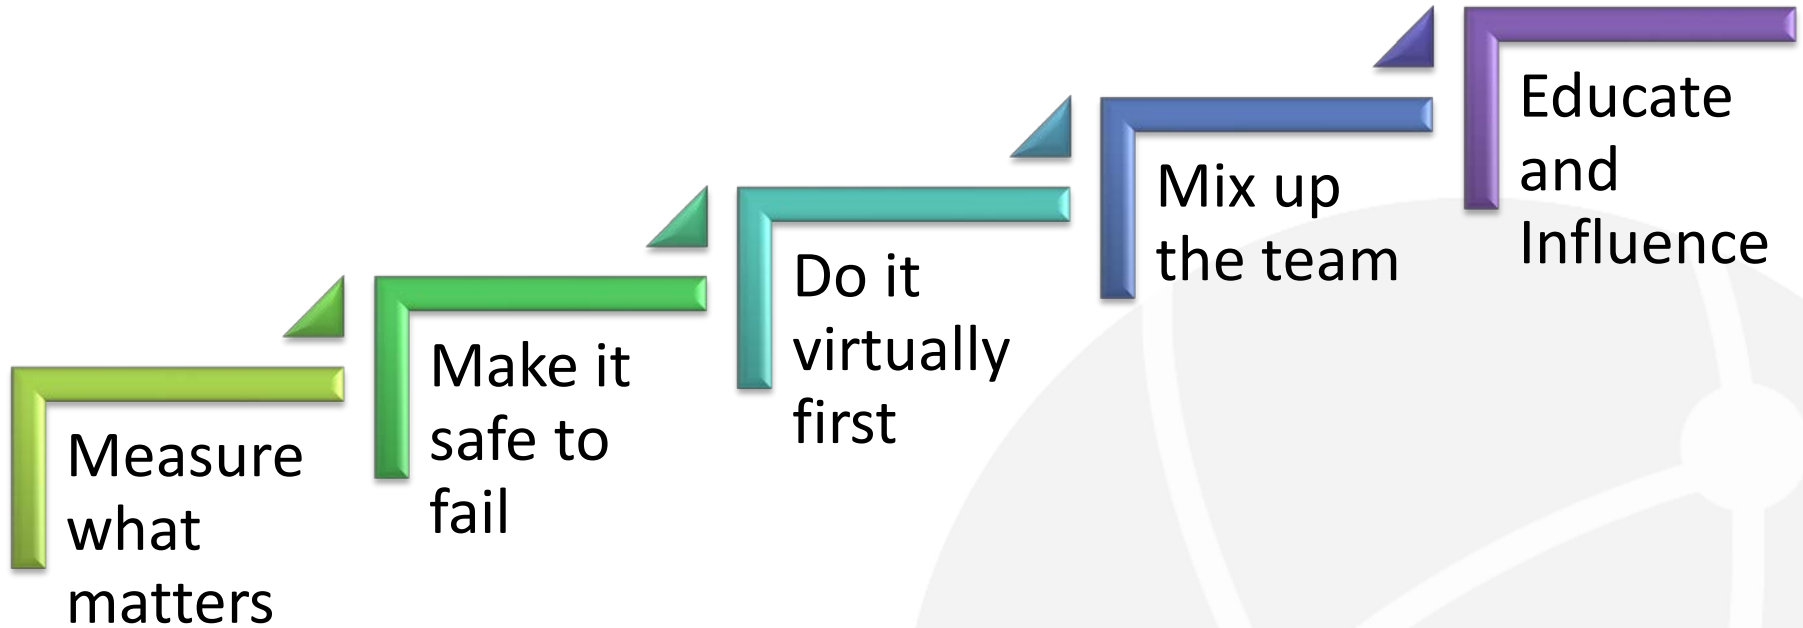 Measure
what
matters
Make it
safe to
fail
Do it
virtually
first
Mix up
the team
Educate
and
Influence